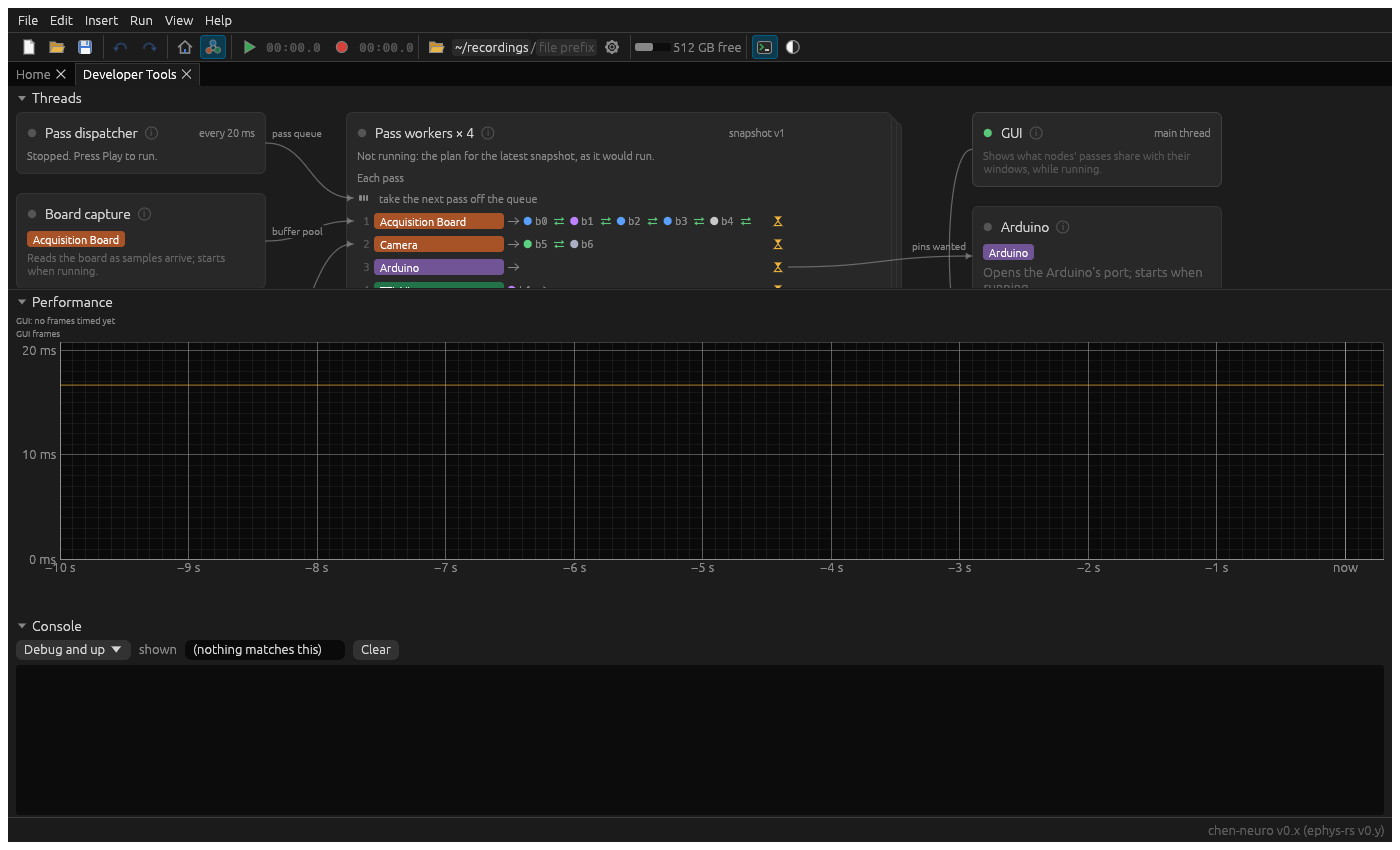 File Edit Insert Run View Help
00:00.0 00:00.0 ~/recordings/file prefix 512 GB free
Home Developer Tools
Threads
Pass dispatcher every 20 ms
Stopped. Press Play to run.
pass queue
Board capture
Acquisition Board
Reads the board as samples arrive; starts
when running.
buffer pool
Pass workers × 4 snapshot v1
Not running: the plan for the latest snapshot, as it would run.
Each pass
take the next pass off the queue
1 Acquisition Board b0 b1 b2 b3 b4
2 Camera b5 b6
3 Arduino
pins wanted
GUI main thread
Shows what nodes' passes share with their
windows, while running.
Arduino
Arduino
Opens the Arduino's port; starts when
running.
Performance
GUI: no frames timed yet
GUI frames
20 ms
10 ms
0 ms
−10 s −9 s −8 s −7 s −6 s −5 s −4 s −3 s −2 s −1 s now
Console
Debug and up shown (nothing matches this) Clear
chen-neuro v0.x (ephys-rs v0.y)